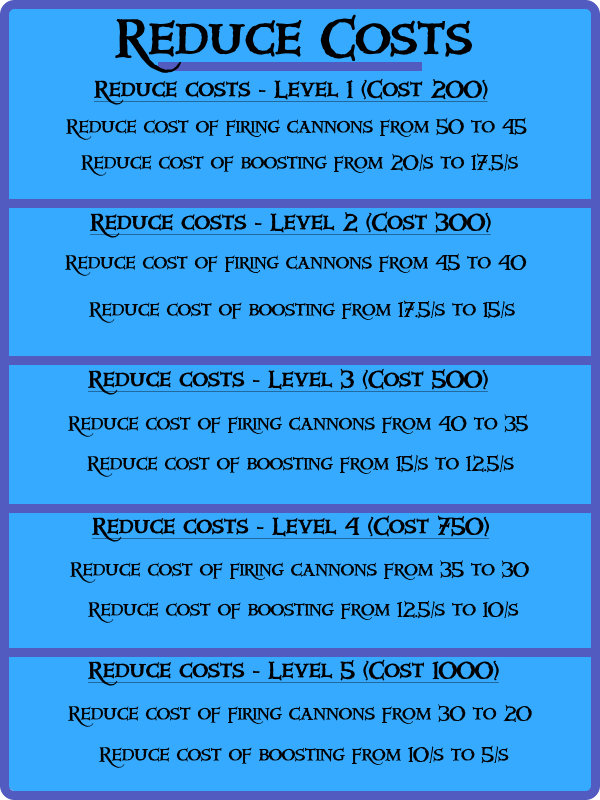 Reduce Costs
Reduce costs - Level 1 (Cost 200)
Reduce cost of firing cannons from 50 to 45
Reduce cost of boosting from 20/s to 17.5/s
Reduce costs - Level 2 (Cost 300)
Reduce cost of firing cannons from 45 to 40
Reduce cost of boosting from 17.5/s to 15/s
Reduce costs - Level 3 (Cost 500)
Reduce cost of firing cannons from 40 to 35
Reduce cost of boosting from 15/s to 12.5/s
Reduce costs - Level 4 (Cost 750)
Reduce cost of firing cannons from 35 to 30
Reduce cost of boosting from 12.5/s to 10/s
Reduce costs - Level 5 (Cost 1000)
Reduce cost of firing cannons from 30 to 20
Reduce cost of boosting from 10/s to 5/s